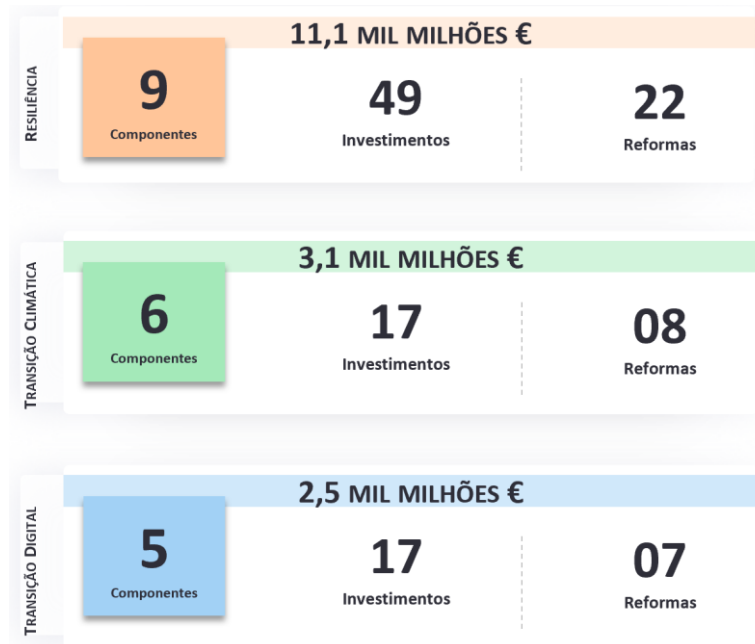 RESILIÊNCIA
11,1 MIL MILHÕES €
9
Componentes
49
Investimentos
22
Reformas
TRANSIÇÃO CLIMÁTICA
3,1 MIL MILHÕES €
6
Componentes
17
Investimentos
08
Reformas
TRANSIÇÃO DIGITAL
2,5 MIL MILHÕES €
5
Componentes
17
Investimentos
07
Reformas